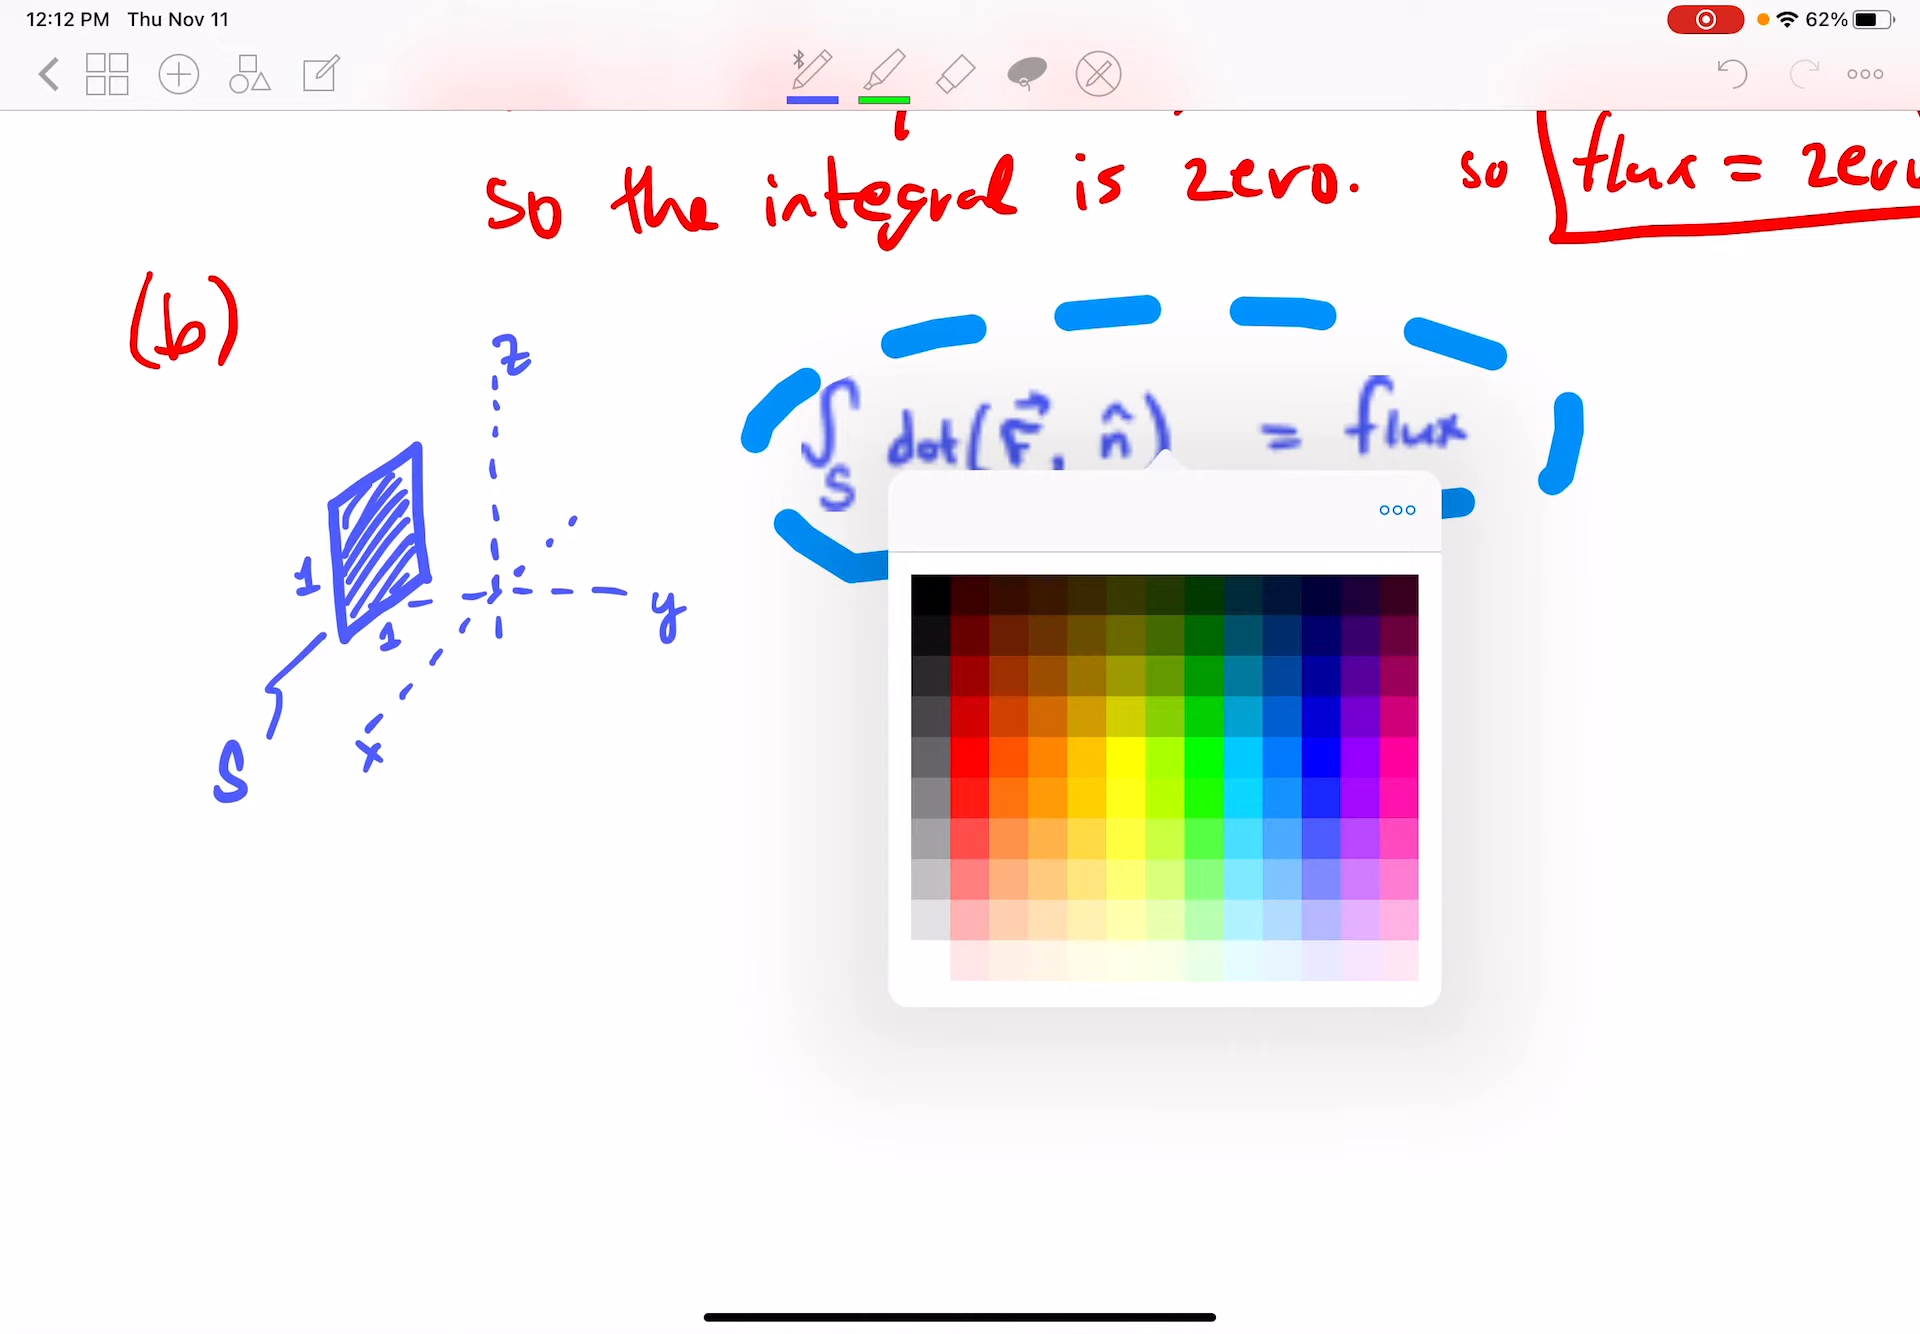 12:12 PM Thu Nov 11
62%
so the integral is zero. so flux = zero
(b)
z
∫ dot(F⃗, n̂) = flux
S
1
y
1
S
x